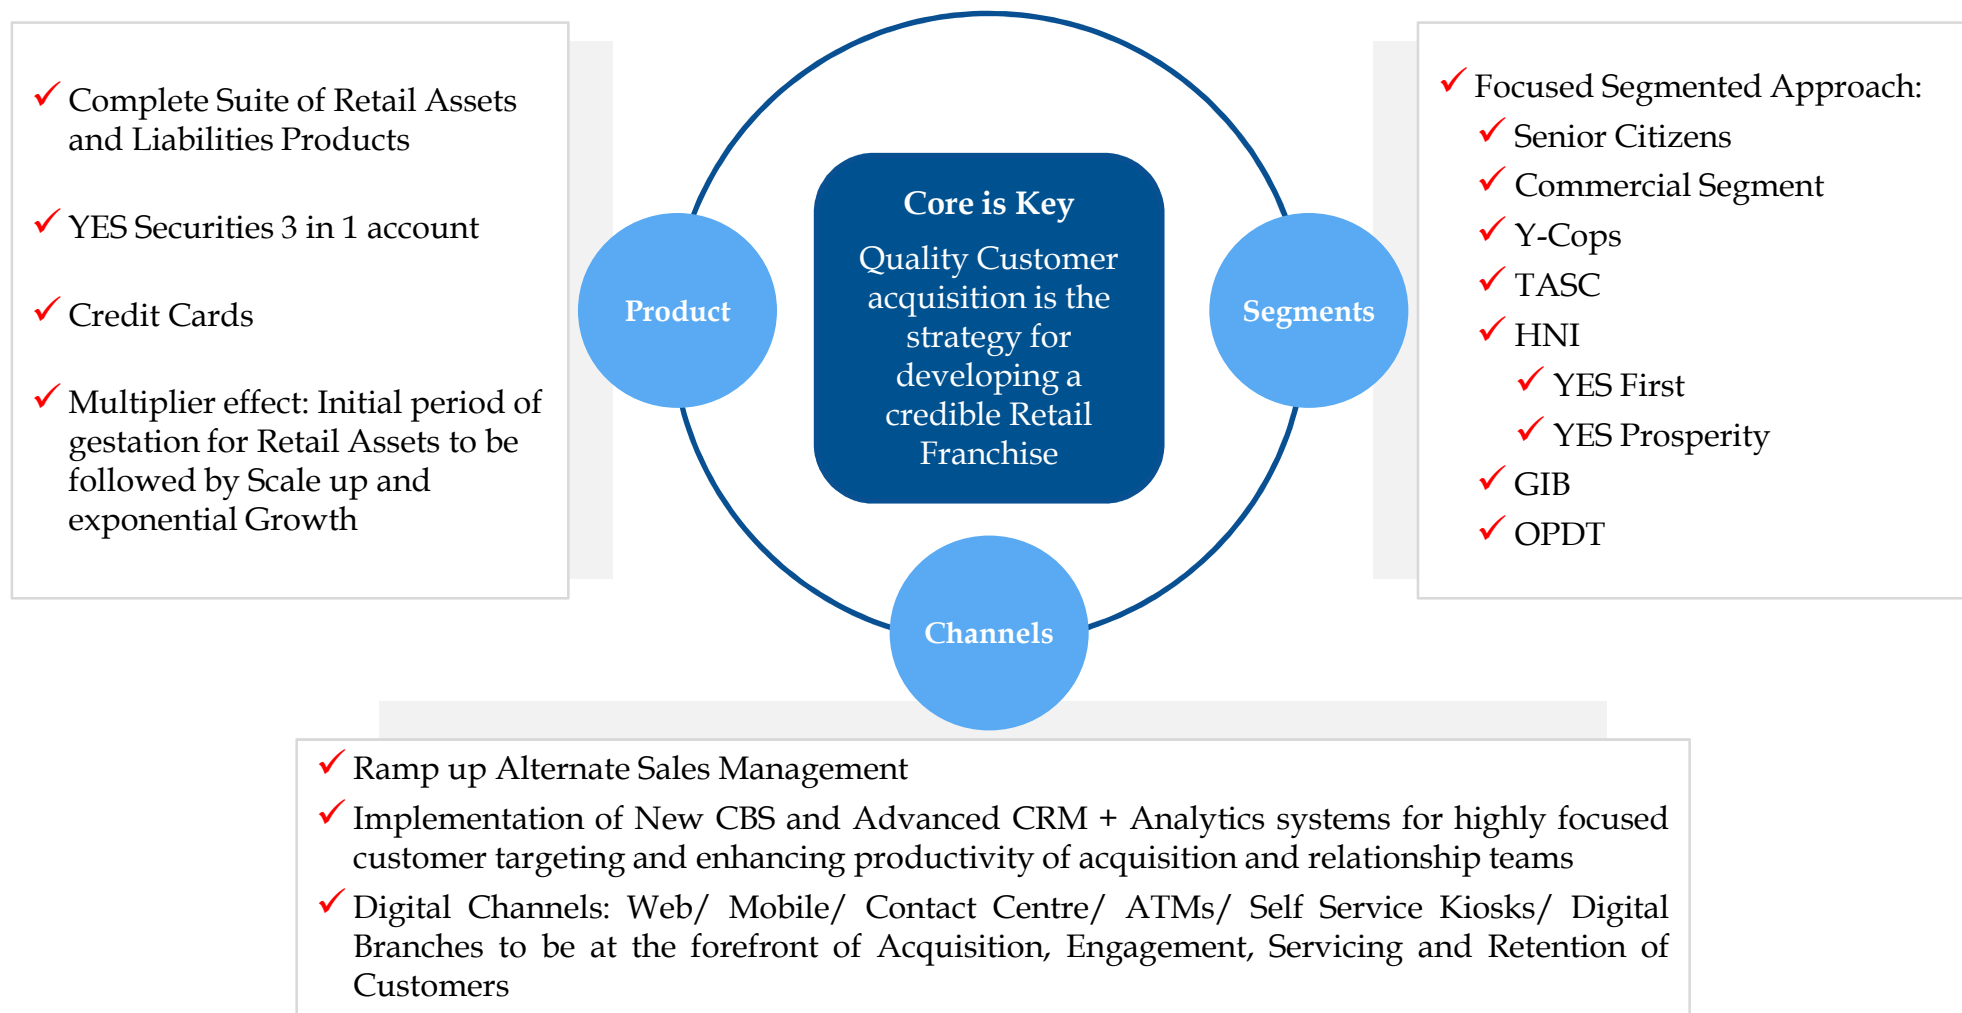 Complete Suite of Retail Assets
and Liabilities Products
YES Securities 3 in 1 account
Credit Cards
Multiplier effect: Initial period of
gestation for Retail Assets to be
followed by Scale up and
exponential Growth
Product
Core is Key
Quality Customer
acquisition is the
strategy for
developing a
credible Retail
Franchise
Segments
Focused Segmented Approach:
Senior Citizens
Commercial Segment
Y-Cops
TASC
HNI
YES First
YES Prosperity
GIB
OPDT
Channels
Ramp up Alternate Sales Management
Implementation of New CBS and Advanced CRM + Analytics systems for highly focused
customer targeting and enhancing productivity of acquisition and relationship teams
Digital Channels: Web/ Mobile/ Contact Centre/ ATMs/ Self Service Kiosks/ Digital
Branches to be at the forefront of Acquisition, Engagement, Servicing and Retention of
Customers